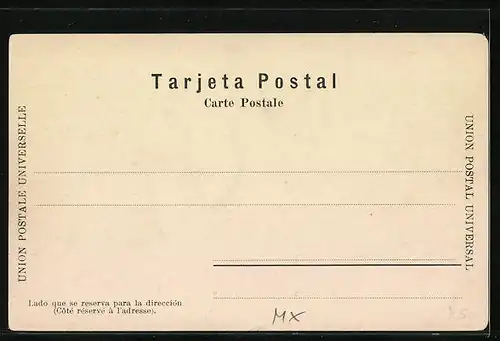 Tarjeta Postal
Carte Postale
UNION POSTALE UNIVERSELLE
UNION POSTAL UNIVERSAL
Lado que se reserva para la dirección
(Côté réservé à l'adresse).
MX